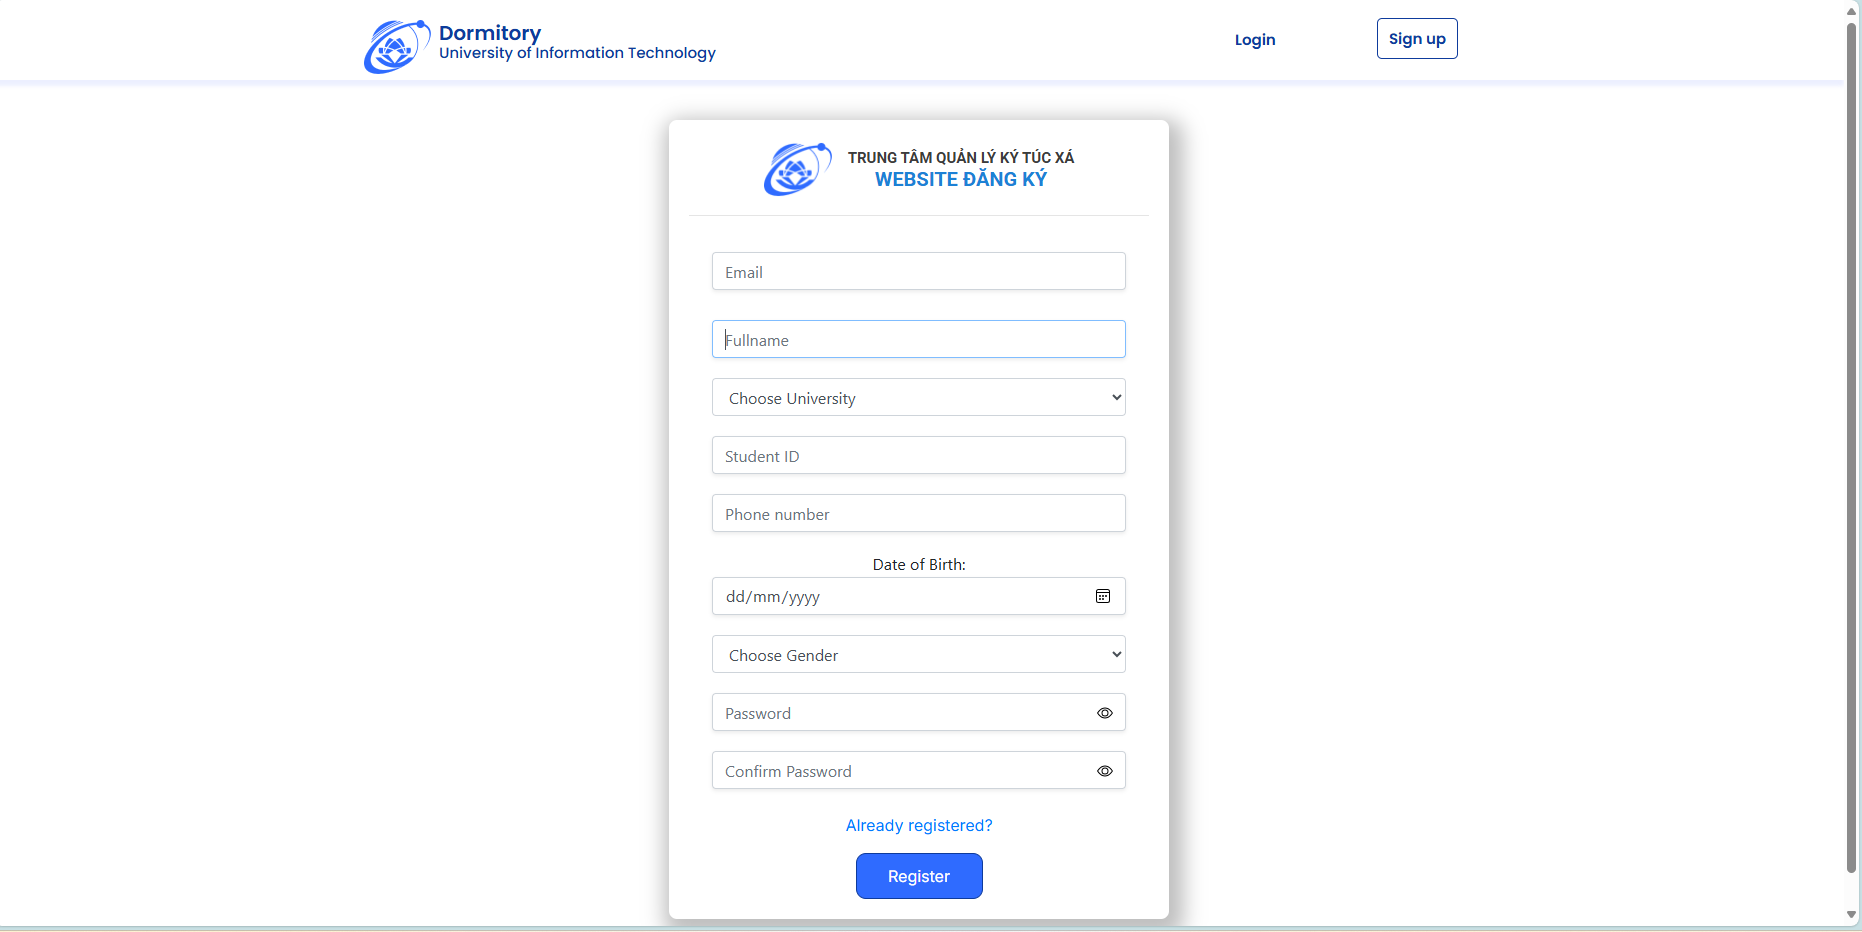 Dormitory
University of Information Technology
Login
Sign up
TRUNG TÂM QUẢN LÝ KÝ TÚC XÁ
WEBSITE ĐĂNG KÝ
Email
Fullname
Choose University
Student ID
Phone number
Date of Birth:
dd/mm/yyyy
Choose Gender
Password
Confirm Password
Already registered?
Register